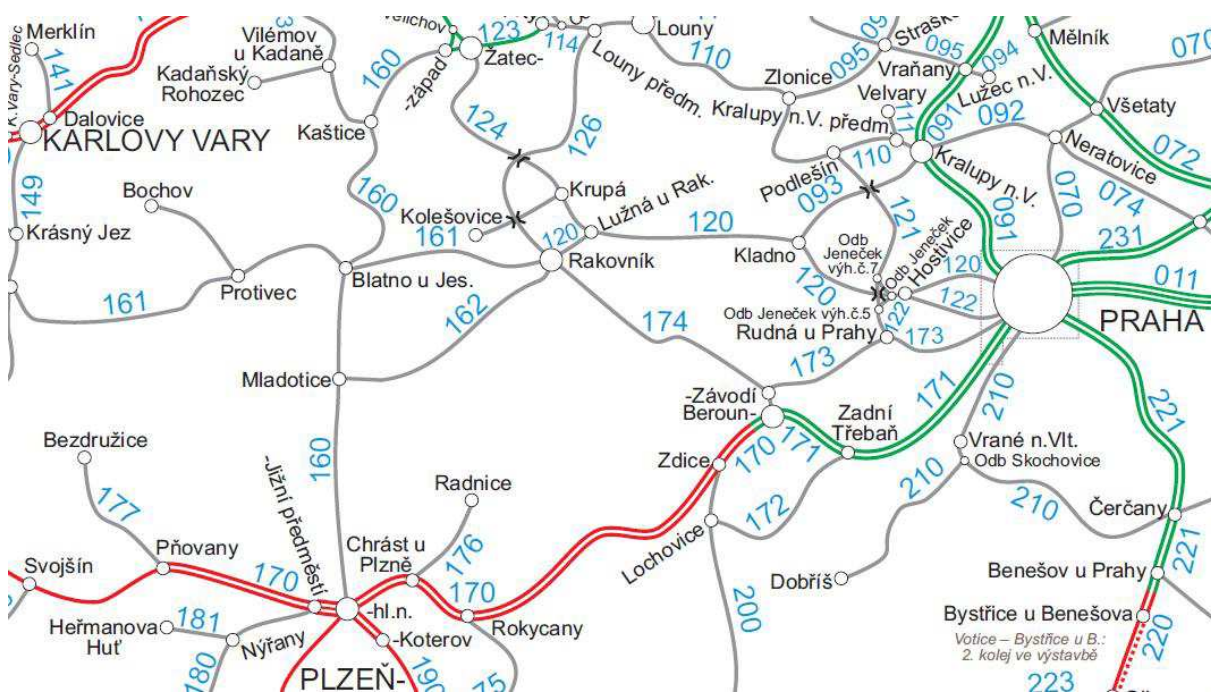 Merklín
Vilémov
u Kadaně
Kadaňský
Rohozec
160
Žatec-
-západ
123
114
Louny
Louny předm.
110
095
Zlonice
095
094
Mělník
070
Vraňany
Lužec n.V.
Velvary
111
091
092
Všetaty
141
Dalovice
KARLOVY VARY
Kaštice
124
126
Kralupy n.V. předm.
110
Kralupy n.V.
Neratovice
072
149
Bochov
160
Krupá
Podlešín
093
121
070
074
Krásný Jez
Kolešovice
161
120
Lužná u Rak.
120
Kladno
Odb
Jeneček
výh.č.7
Odb Jeneček
Hostivice
091
231
161
Protivec
Blatno u Jes.
Rakovník
120
120
122
011
162
174
Odb Jeneček výh.č.5
122
Rudná u Prahy
173
PRAHA
Mladotice
173
171
210
221
-Závodí
Beroun-
Zadní
Třebaň
Bezdružice
160
Zdice
170
171
Vrané n.Vlt.
Odb Skochovice
210
210
177
-Jižní předměstí
Radnice
172
Čerčany
Pňovany
Chrást u
Plzně
176
Lochovice
221
Svojšín
170
170
Dobříš
Benešov u Prahy
-hl.n.
200
Bystřice u Benešova
Heřmanova
Huť
181
Nýřany
-Koterov
Rokycany
220
Votice – Bystřice u B.:
2. kolej ve výstavbě
180
PLZEŇ-
190
223